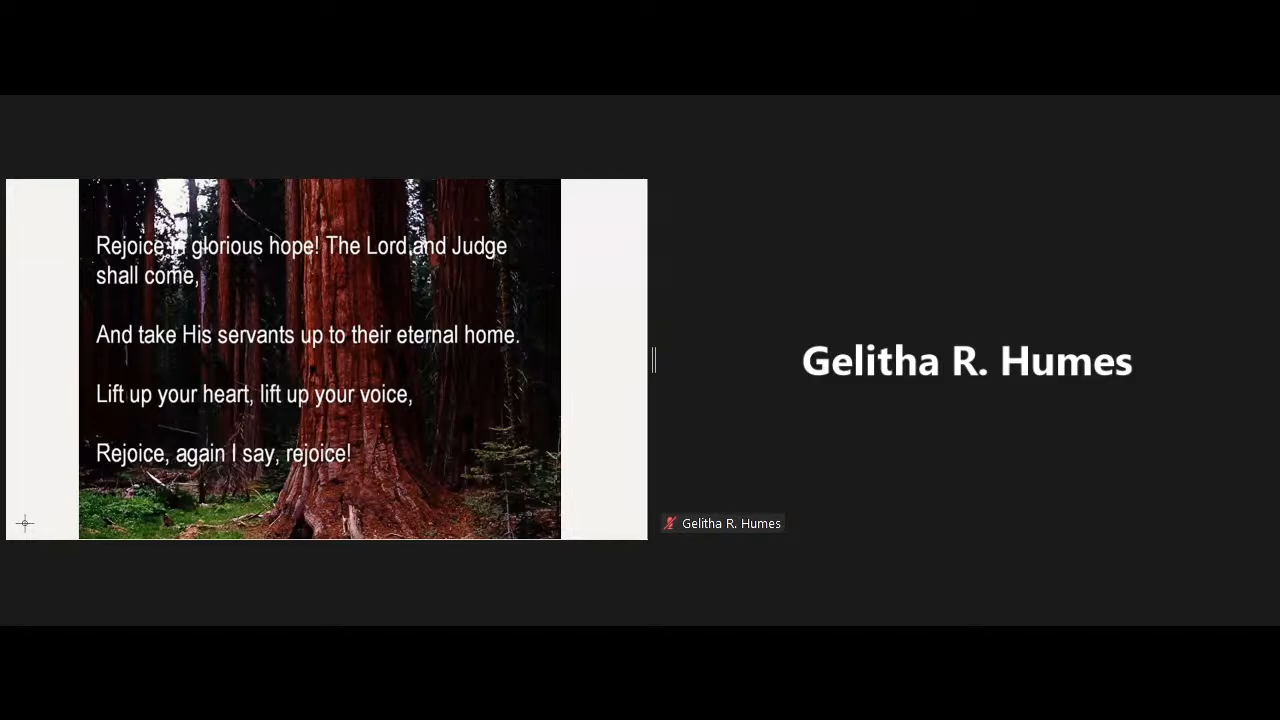 Rejoice in glorious hope! The Lord and Judge
shall come,
And take His servants up to their eternal home.
Lift up your heart, lift up your voice,
Rejoice, again I say, rejoice!
Gelitha R. Humes
Gelitha R. Humes